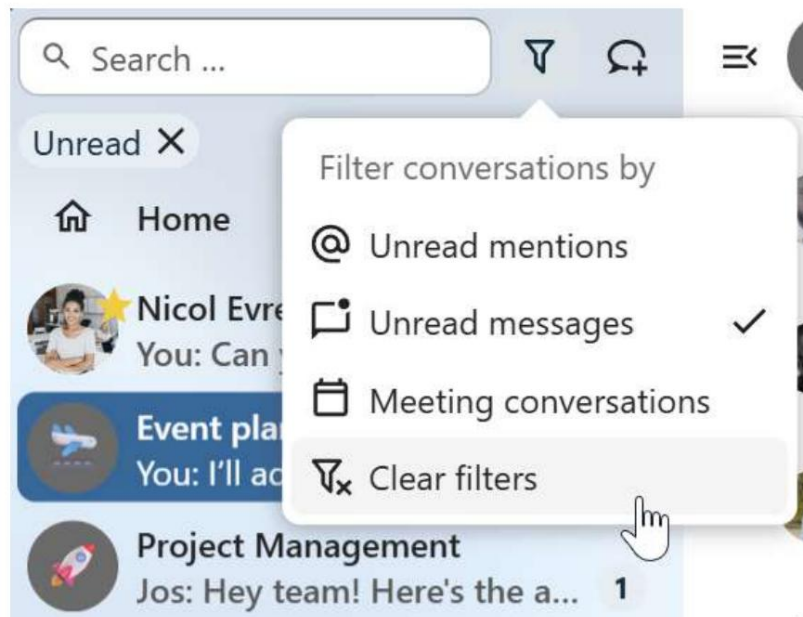 Search ...
Unread
Filter conversations by
Home
Unread mentions
Nicol Evre
Unread messages
You: Can
Meeting conversations
Event pla
You: I'll ad
Clear filters
Project Management
Jos: Hey team! Here's the a... 1